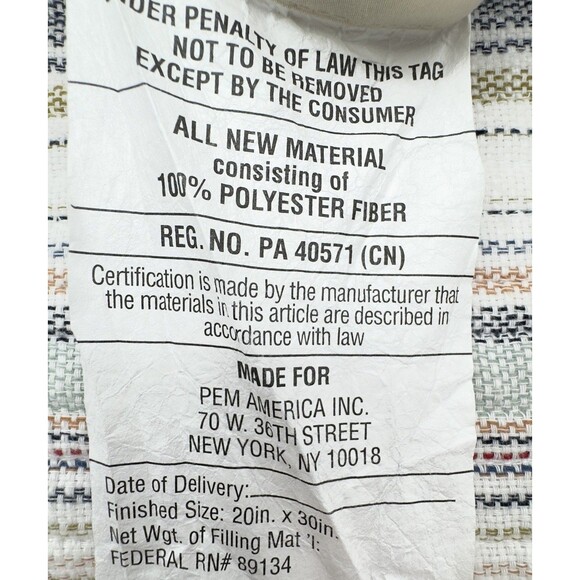 UNDER PENALTY OF LAW THIS TAG
NOT TO BE REMOVED
EXCEPT BY THE CONSUMER
ALL NEW MATERIAL
consisting of
100% POLYESTER FIBER
REG. NO. PA 40571 (CN)
Certification is made by the manufacturer that
the materials in this article are described in
accordance with law
MADE FOR
PEM AMERICA INC.
70 W. 36TH STREET
NEW YORK, NY 10018
Date of Delivery:
Finished Size: 20in. x 30in.
Net Wgt. of Filling Mat'l:
FEDERAL RN# 89134